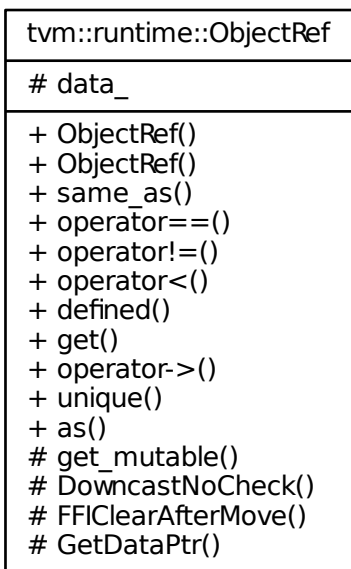 tvm::runtime::ObjectRef
# data_
+ ObjectRef()
+ ObjectRef()
+ same_as()
+ operator==()
+ operator!=()
+ operator<()
+ defined()
+ get()
+ operator->()
+ unique()
+ as()
# get_mutable()
# DowncastNoCheck()
# FFIClearAfterMove()
# GetDataPtr()